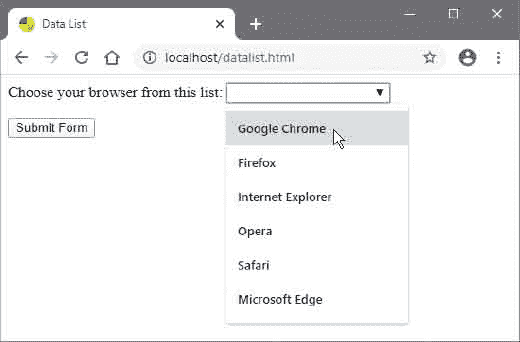 Data List
localhost/datalist.html
Choose your browser from this list:
Submit Form
Google Chrome
Firefox
Internet Explorer
Opera
Safari
Microsoft Edge